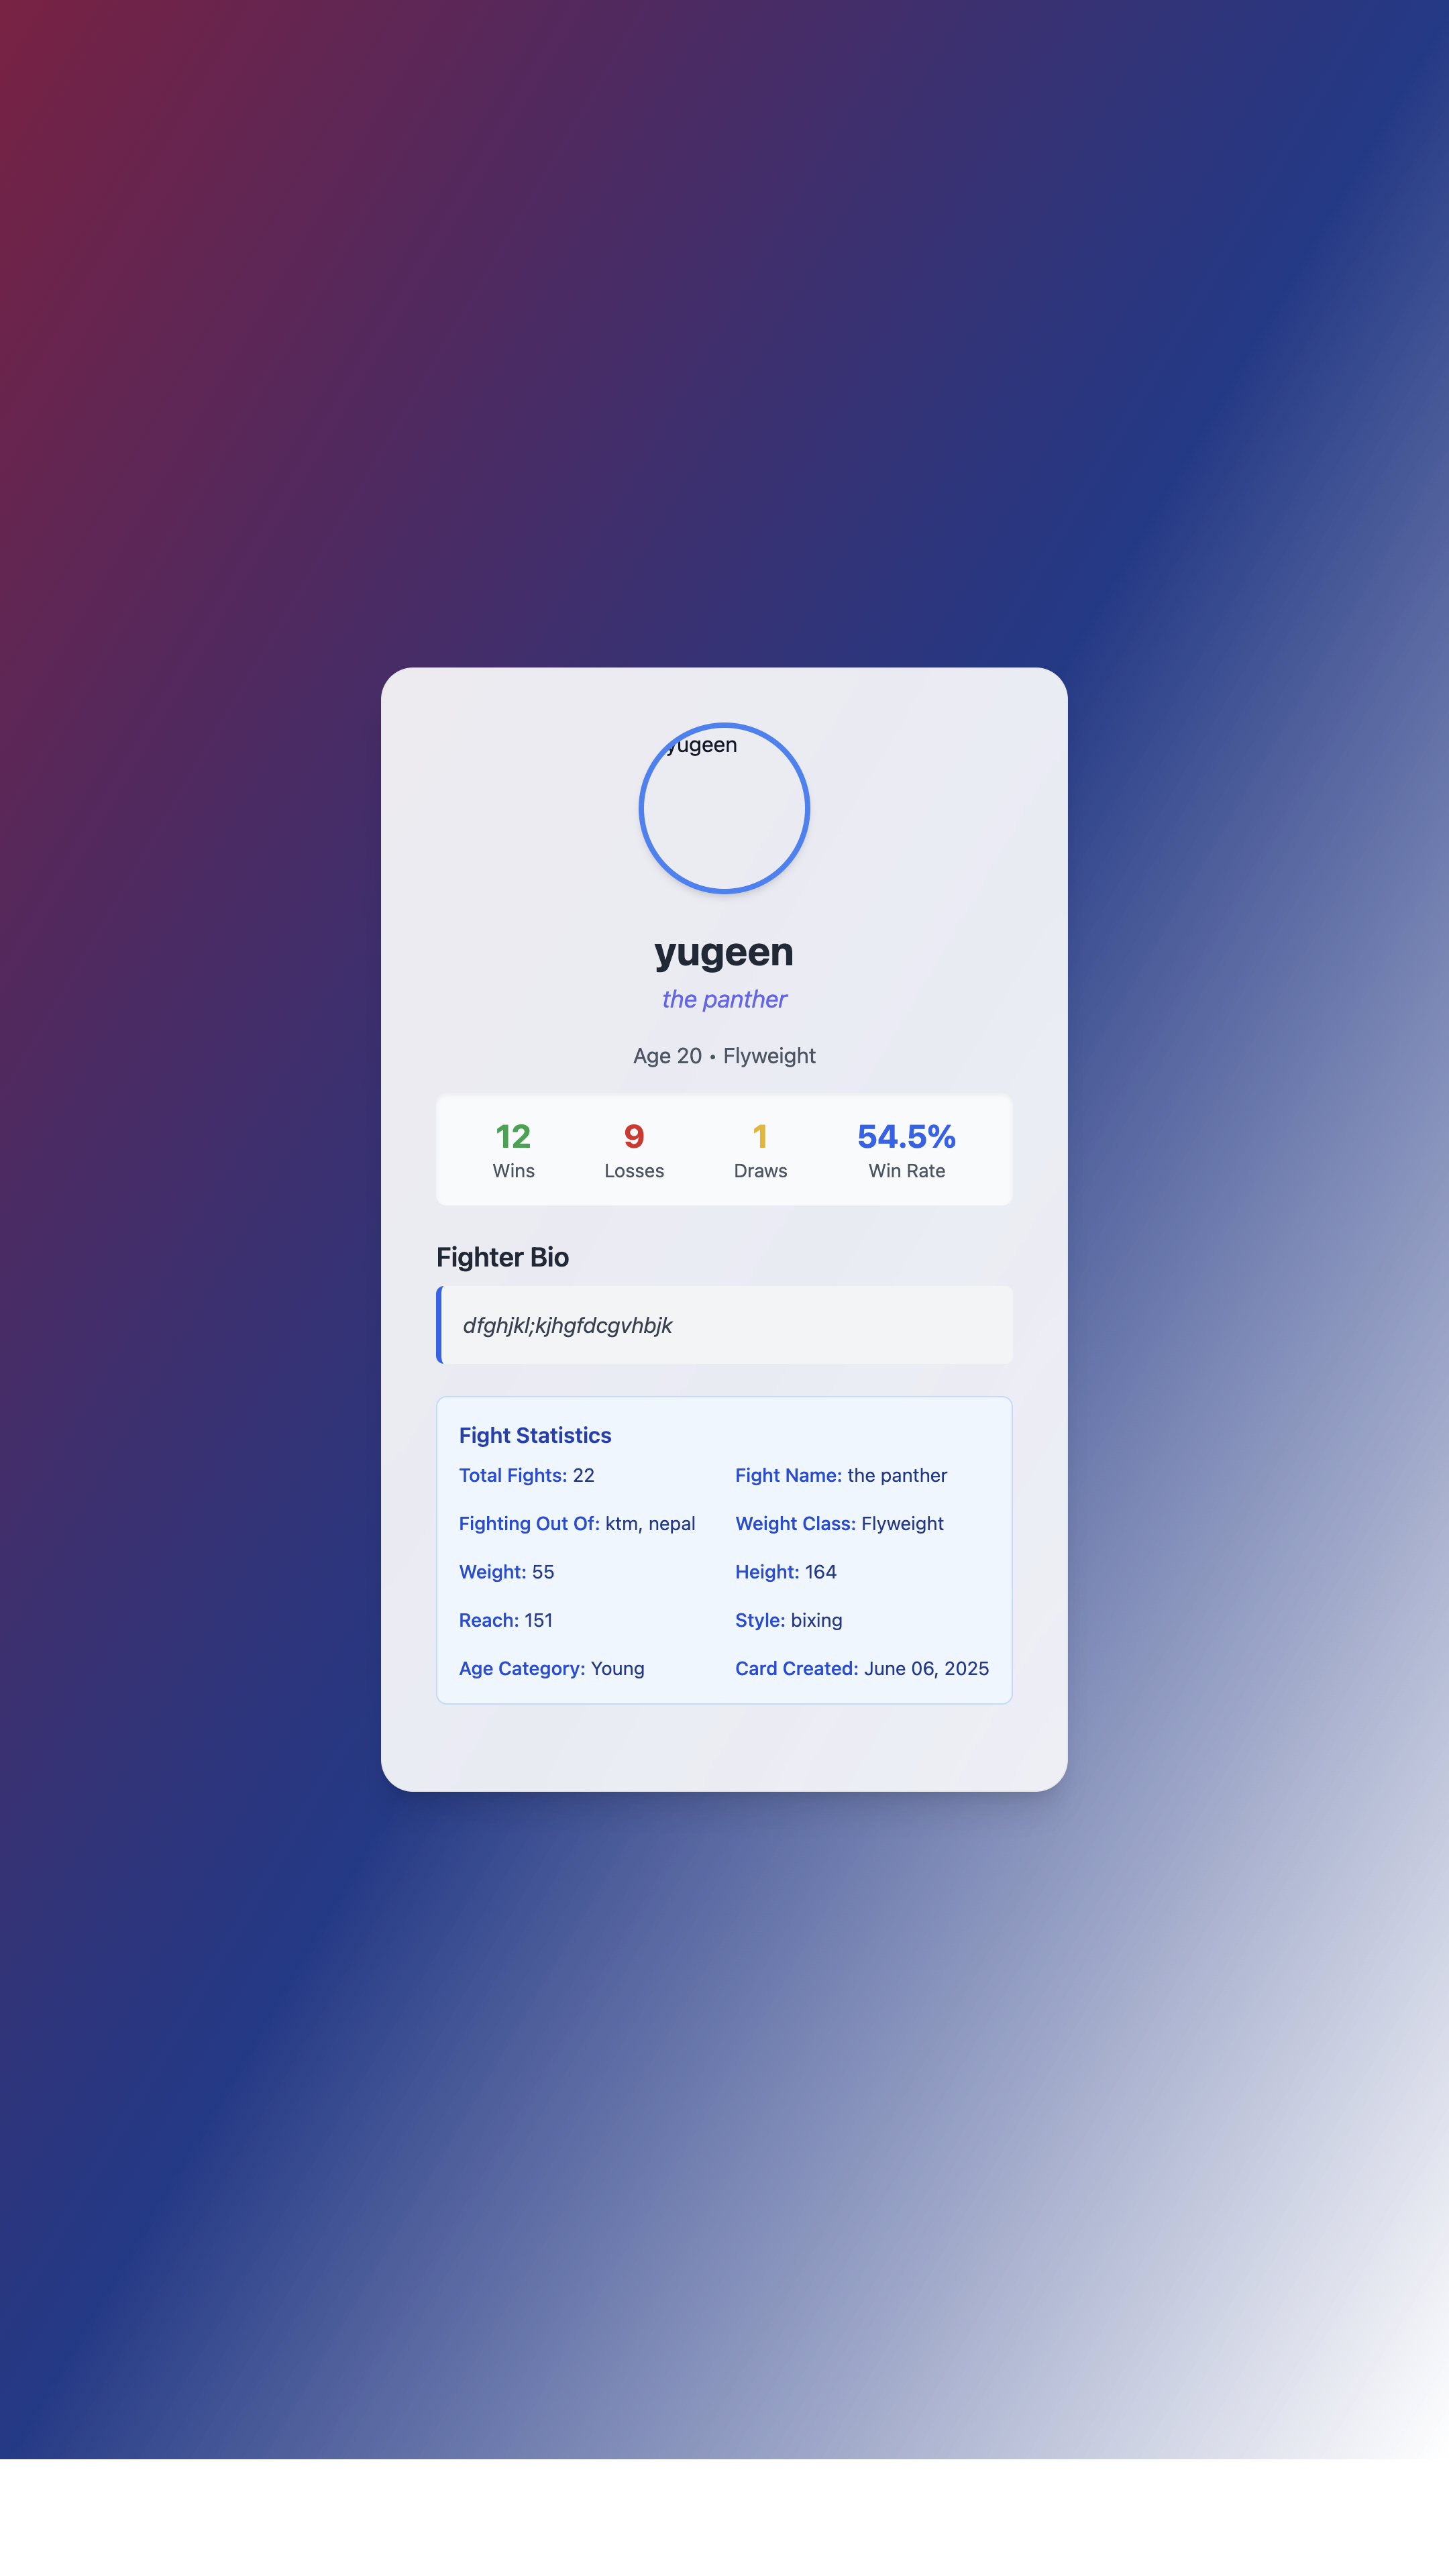 yugeen
yugeen
the panther
Age 20 • Flyweight
12 9 1 54.5%
Wins Losses Draws Win Rate
Fighter Bio
dfghjkl;kjhgfdcgvhbjk
Fight Statistics
Total Fights: 22 Fight Name: the panther
Fighting Out Of: ktm, nepal Weight Class: Flyweight
Weight: 55 Height: 164
Reach: 151 Style: bixing
Age Category: Young Card Created: June 06, 2025